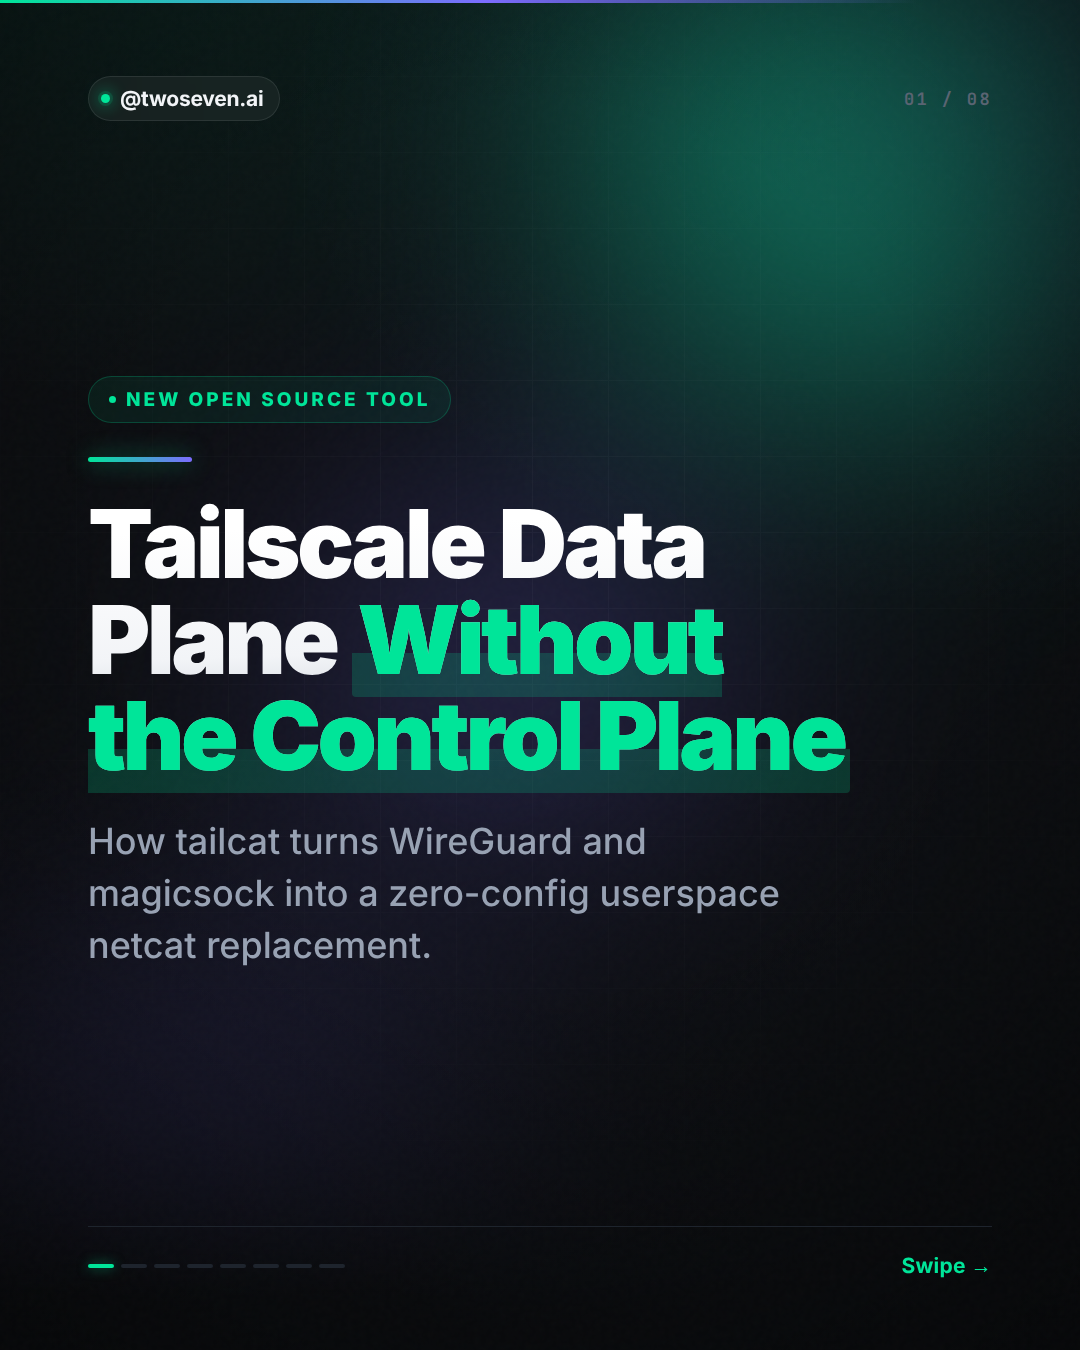 @twoseven.ai
01 / 08
• NEW OPEN SOURCE TOOL
Tailscale Data
Plane Without
the Control Plane
How tailcat turns WireGuard and
magicsock into a zero-config userspace
netcat replacement.
Swipe →